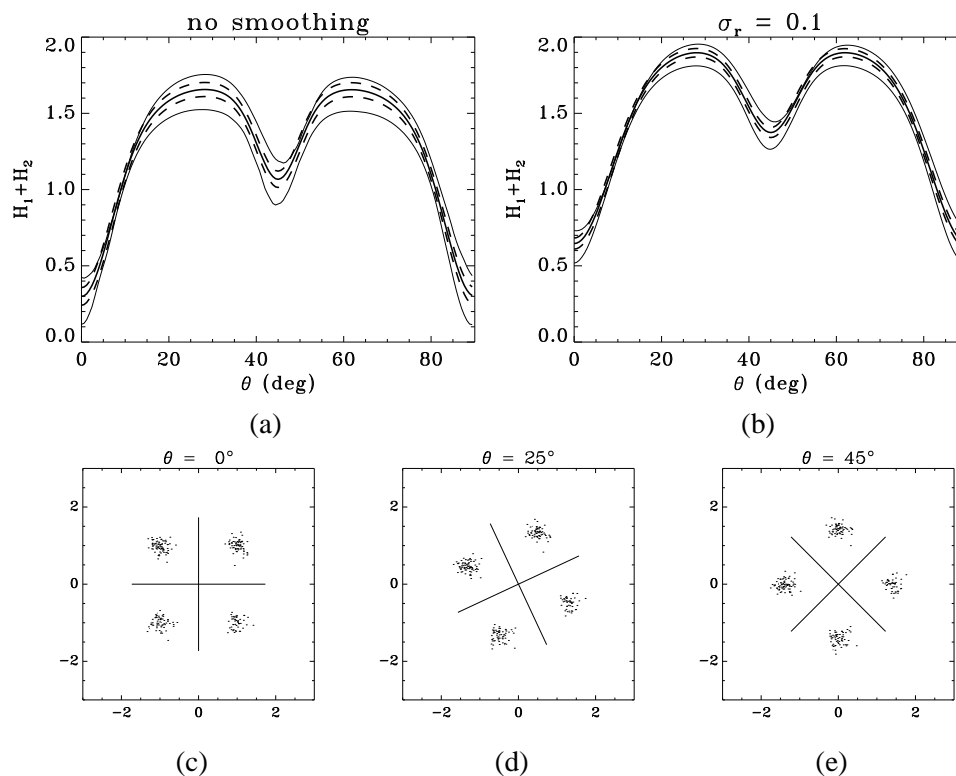 no smoothing
2.0
1.5
1.0
0.5
0.0
H₁+H₂
0 20 40 60 80
θ (deg)
(a)
σᵣ = 0.1
2.0
1.5
1.0
0.5
0.0
H₁+H₂
0 20 40 60 80
θ (deg)
(b)
θ = 0°
2
0
−2
−2 0 2
(c)
θ = 25°
2
0
−2
−2 0 2
(d)
θ = 45°
2
0
−2
−2 0 2
(e)